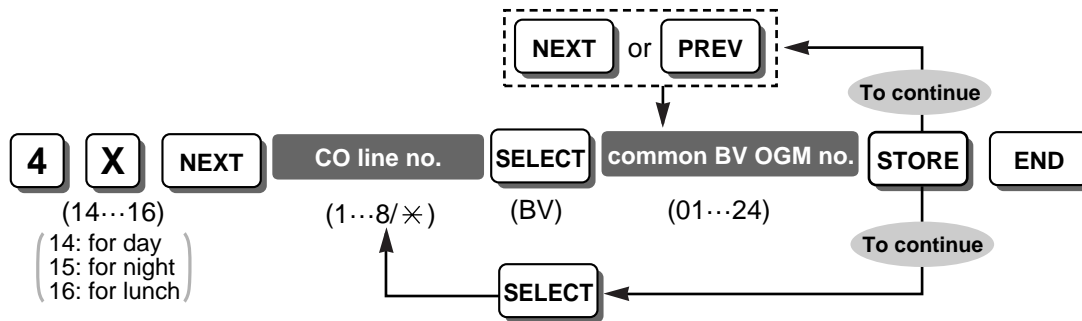 NEXT or PREV
To continue
4 X NEXT CO line no. SELECT common BV OGM no. STORE END
(14···16) (1···8/✳) (BV) (01···24)
14: for day
15: for night
16: for lunch
To continue
SELECT